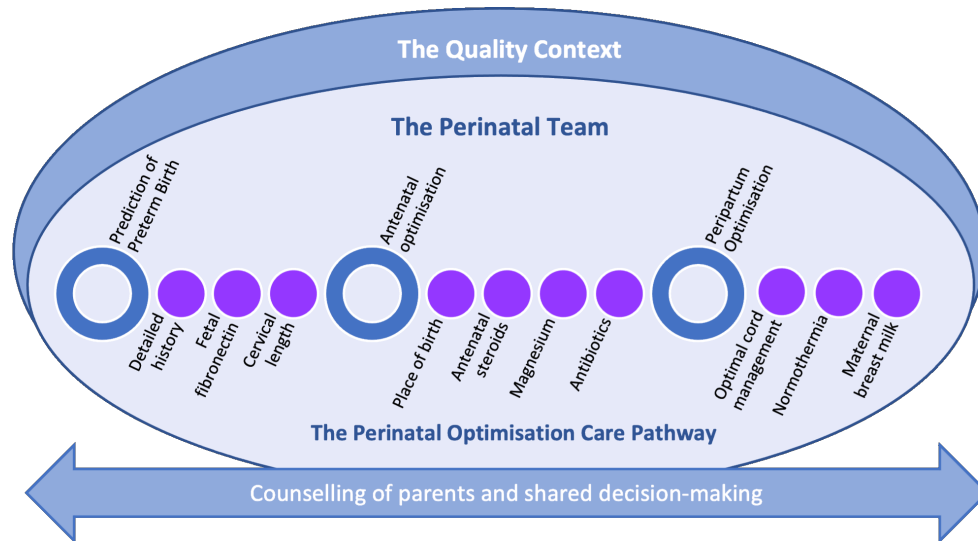 The Quality Context
The Perinatal Team
Prediction of
Preterm Birth
Detailed
history
Fetal
fibronectin
Cervical
length
Antenatal
optimisation
Place of birth
Antenatal
steroids
Magnesium
Antibiotics
Peripartum
Optimisation
Optimal cord
management
Normothermia
Maternal
breast milk
The Perinatal Optimisation Care Pathway
Counselling of parents and shared decision-making